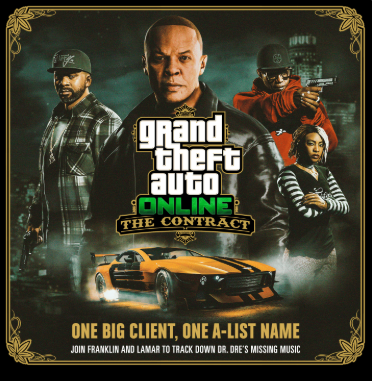 grand
theft
auto
ONLINE
THE CONTRACT
ONE BIG CLIENT, ONE A-LIST NAME
JOIN FRANKLIN AND LAMAR TO TRACK DOWN DR. DRE'S MISSING MUSIC